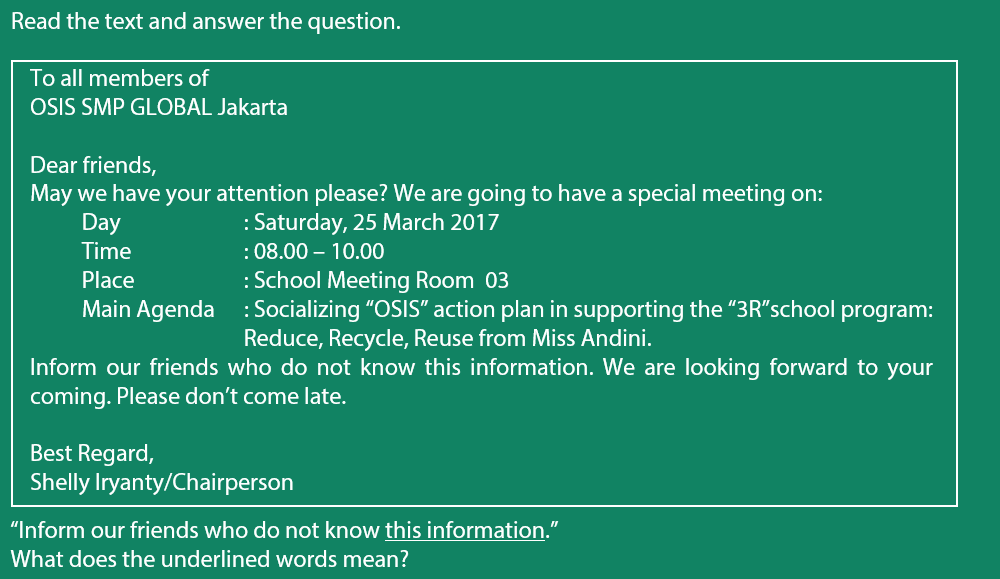 Read the text and answer the question.
To all members of
OSIS SMP GLOBAL Jakarta
Dear friends,
May we have your attention please? We are going to have a special meeting on:
Day : Saturday, 25 March 2017
Time : 08.00 – 10.00
Place : School Meeting Room 03
Main Agenda : Socializing “OSIS” action plan in supporting the “3R”school program:
Reduce, Recycle, Reuse from Miss Andini.
Inform our friends who do not know this information. We are looking forward to your
coming. Please don’t come late.
Best Regard,
Shelly Iryanty/Chairperson
“Inform our friends who do not know this information.”
What does the underlined words mean?